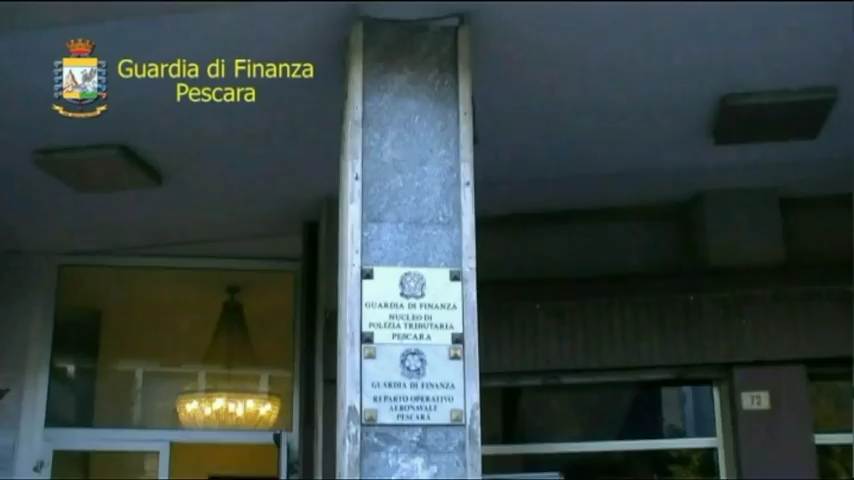 Guardia di Finanza
Pescara
GUARDIA DI FINANZA
NUCLEO DI
POLIZIA TRIBUTARIA
PESCARA
GUARDIA DI FINANZA
REPARTO OPERATIVO
AERONAVALE
PESCARA
72